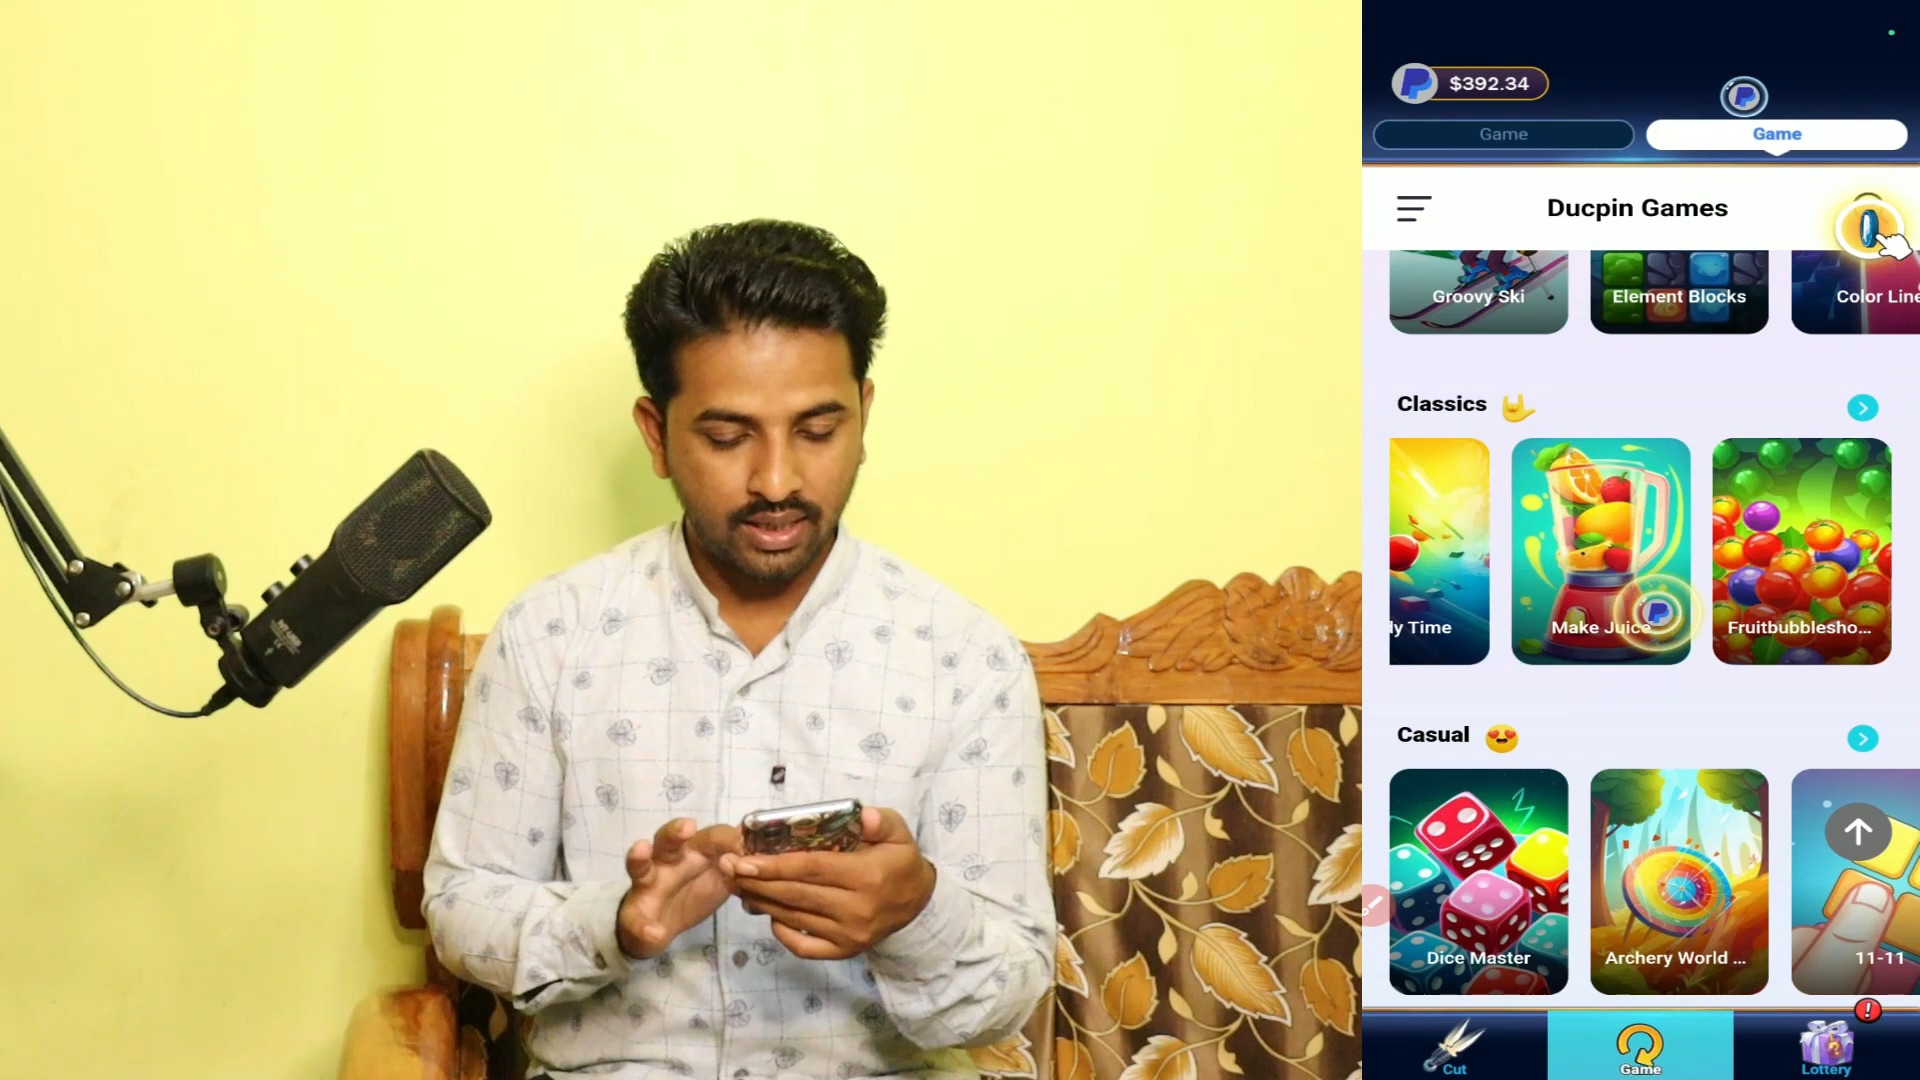 $392.34
Game
Game
Ducpin Games
Groovy Ski
Element Blocks
Color Line
Classics
dy Time
Make Juice
Fruitbubblesho...
Casual
Dice Master
Archery World ...
11-11
Cut
Game
Lottery